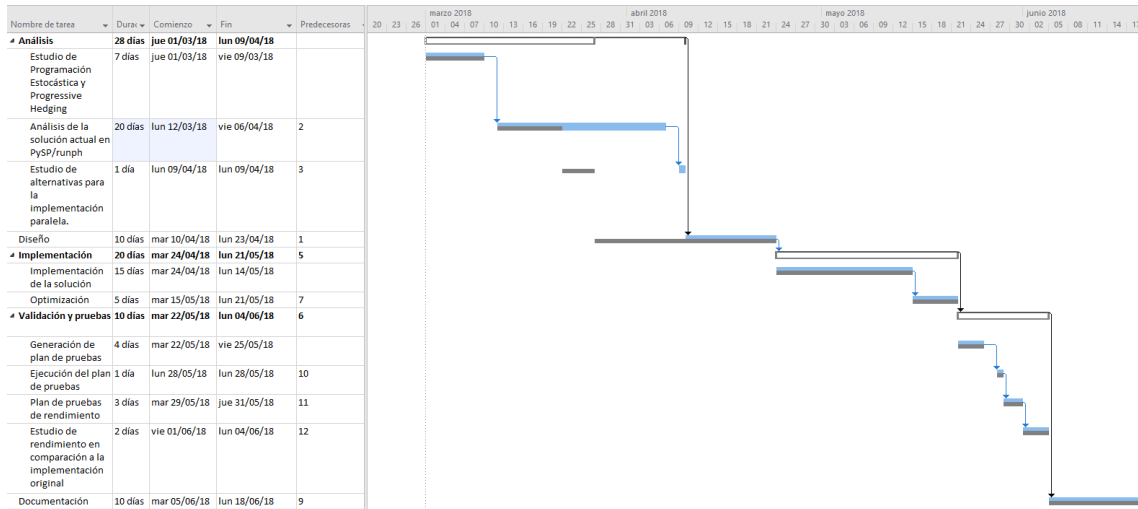 marzo 2018 abril 2018 mayo 2018 junio 2018
Nombre de tarea Durac Comienzo Fin Predecesoras 20 23 26 01 04 07 10 13 16 19 22 25 28 31 03 06 09 12 15 18 21 24 27 30 03 06 09 12 15 18 21 24 27 30 02 05 08 11 14 17
Análisis 28 días jue 01/03/18 lun 09/04/18
Estudio de 7 días jue 01/03/18 vie 09/03/18
Programación
Estocástica y
Progressive
Hedging
Análisis de la 20 días lun 12/03/18 vie 06/04/18 2
solución actual en
PySP/runph
Estudio de 1 día lun 09/04/18 lun 09/04/18 3
alternativas para
la
implementación
paralela.
Diseño 10 días mar 10/04/18 lun 23/04/18 1
Implementación 20 días mar 24/04/18 lun 21/05/18 5
Implementación 15 días mar 24/04/18 lun 14/05/18
de la solución
Optimización 5 días mar 15/05/18 lun 21/05/18 7
Validación y pruebas 10 días mar 22/05/18 lun 04/06/18 6
Generación de 4 días mar 22/05/18 vie 25/05/18
plan de pruebas
Ejecución del plan 1 día lun 28/05/18 lun 28/05/18 10
de pruebas
Plan de pruebas 3 días mar 29/05/18 jue 31/05/18 11
de rendimiento
Estudio de 2 días vie 01/06/18 lun 04/06/18 12
rendimiento en
comparación a la
implementación
original
Documentación 10 días mar 05/06/18 lun 18/06/18 9